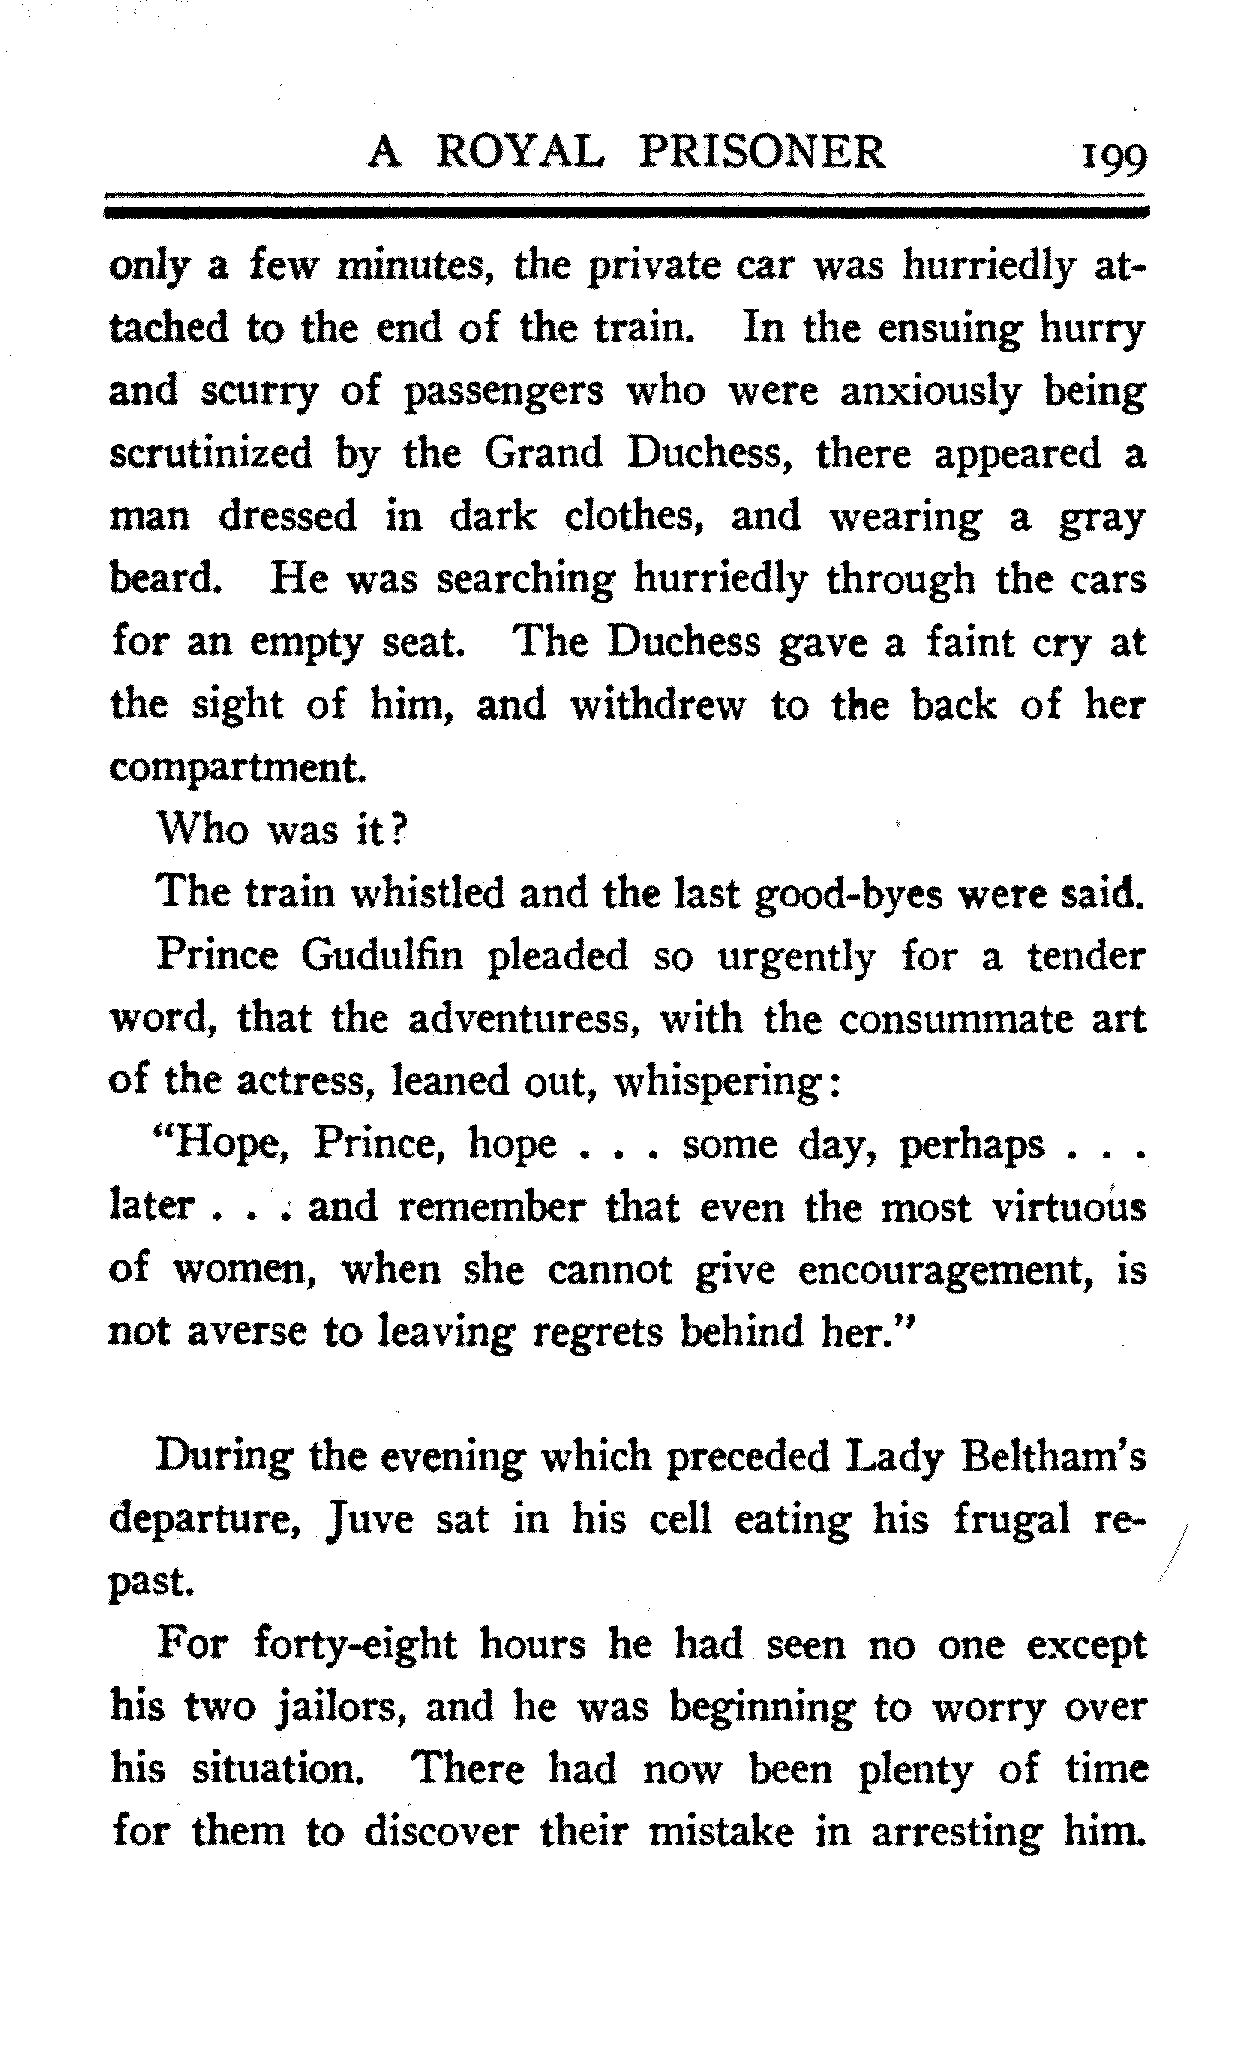 A ROYAL PRISONER 199
only a few minutes, the private car was hurriedly at-
tached to the end of the train. In the ensuing hurry
and scurry of passengers who were anxiously being
scrutinized by the Grand Duchess, there appeared a
man dressed in dark clothes, and wearing a gray
beard. He was searching hurriedly through the cars
for an empty seat. The Duchess gave a faint cry at
the sight of him, and withdrew to the back of her
compartment.
Who was it?
The train whistled and the last good-byes were said.
Prince Gudulfin pleaded so urgently for a tender
word, that the adventuress, with the consummate art
of the actress, leaned out, whispering:
“Hope, Prince, hope . . . some day, perhaps . . .
later . . . and remember that even the most virtuous
of women, when she cannot give encouragement, is
not averse to leaving regrets behind her.”
During the evening which preceded Lady Beltham's
departure, Juve sat in his cell eating his frugal re-
past.
For forty-eight hours he had seen no one except
his two jailors, and he was beginning to worry over
his situation. There had now been plenty of time
for them to discover their mistake in arresting him.